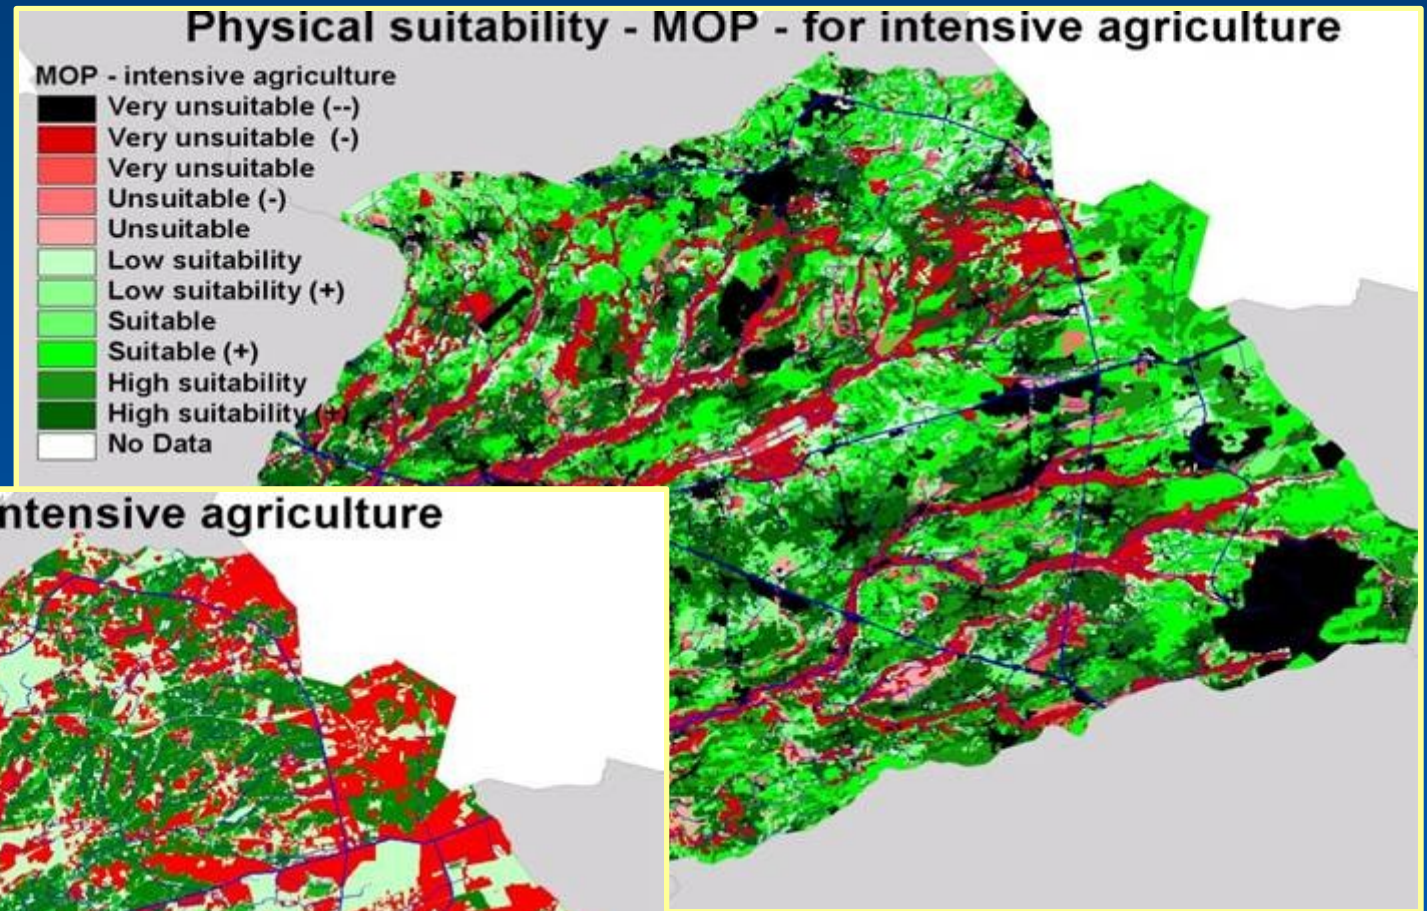 Physical suitability - MOP - for intensive agriculture
MOP - intensive agriculture
Very unsuitable (--)
Very unsuitable (-)
Very unsuitable
Unsuitable (-)
Unsuitable
Low suitability
Low suitability (+)
Suitable
Suitable (+)
High suitability
High suitability (+)
No Data
ntensive agriculture